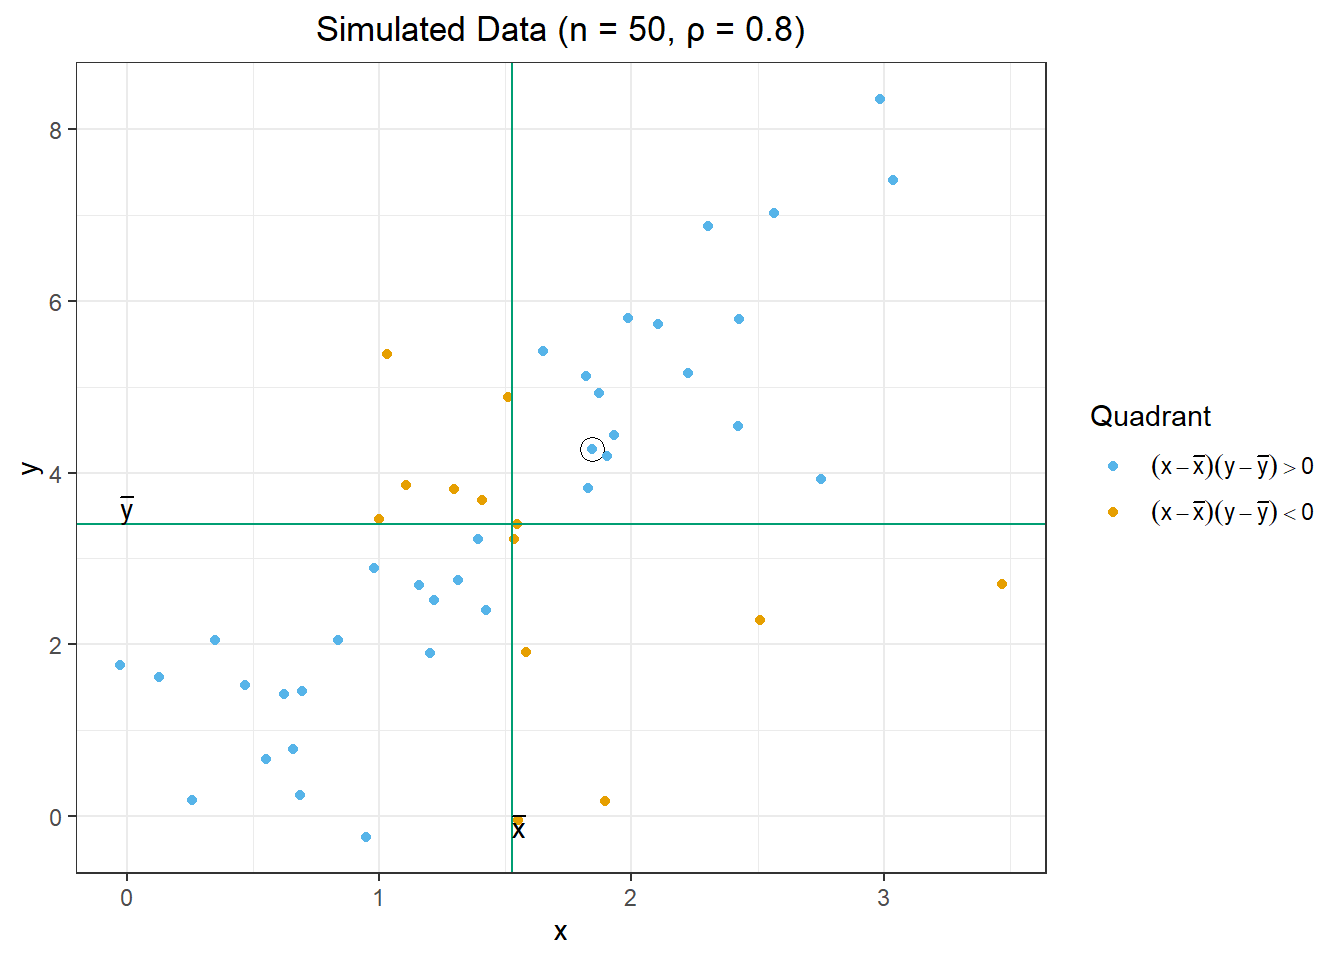 Simulated Data (n = 50, ρ = 0.8)
8
6
4
2
0
y
y̅
x̅
0
1
2
3
x
Quadrant
(x − x̅)(y − y̅) > 0
(x − x̅)(y − y̅) < 0